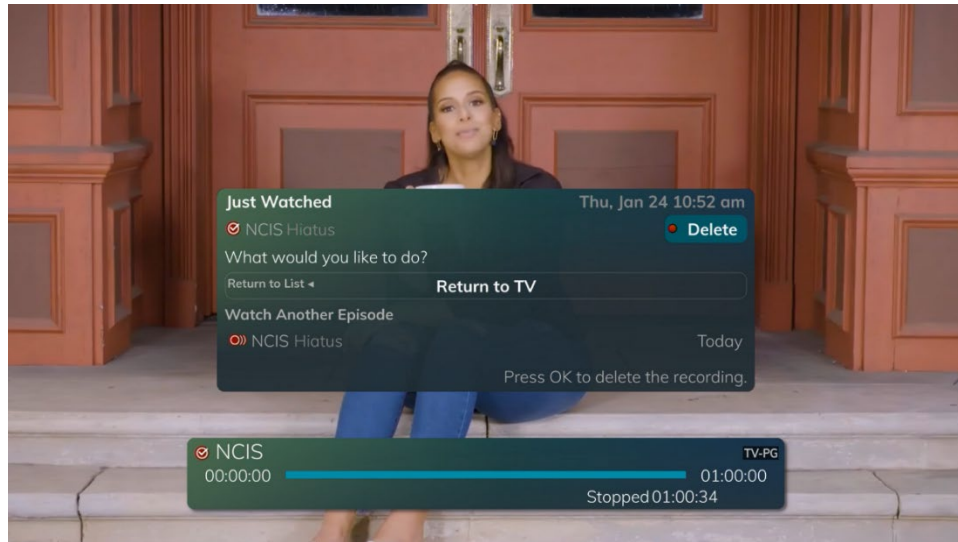 Just Watched Thu, Jan 24 10:52 am
NCIS Hiatus Delete
What would you like to do?
Return to List ◂ Return to TV
Watch Another Episode
NCIS Hiatus Today
Press OK to delete the recording.
NCIS TV-PG
00:00:00 01:00:00
Stopped 01:00:34